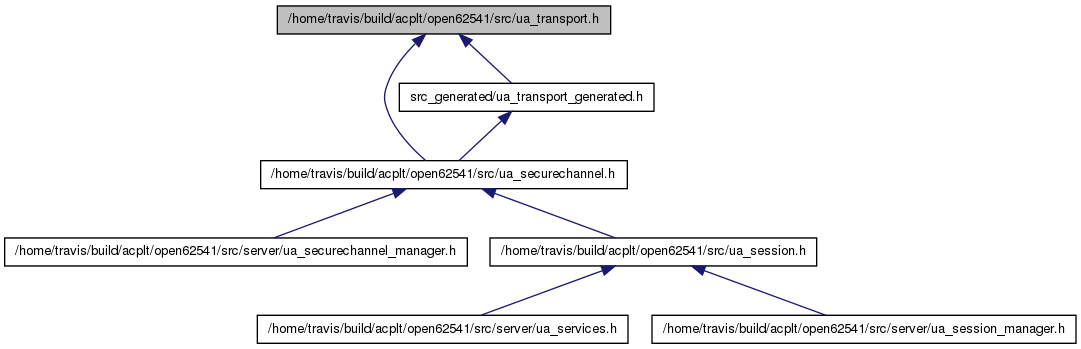 /home/travis/build/acplt/open62541/src/ua_transport.h
src_generated/ua_transport_generated.h
/home/travis/build/acplt/open62541/src/ua_securechannel.h
/home/travis/build/acplt/open62541/src/server/ua_securechannel_manager.h
/home/travis/build/acplt/open62541/src/ua_session.h
/home/travis/build/acplt/open62541/src/server/ua_services.h
/home/travis/build/acplt/open62541/src/server/ua_session_manager.h